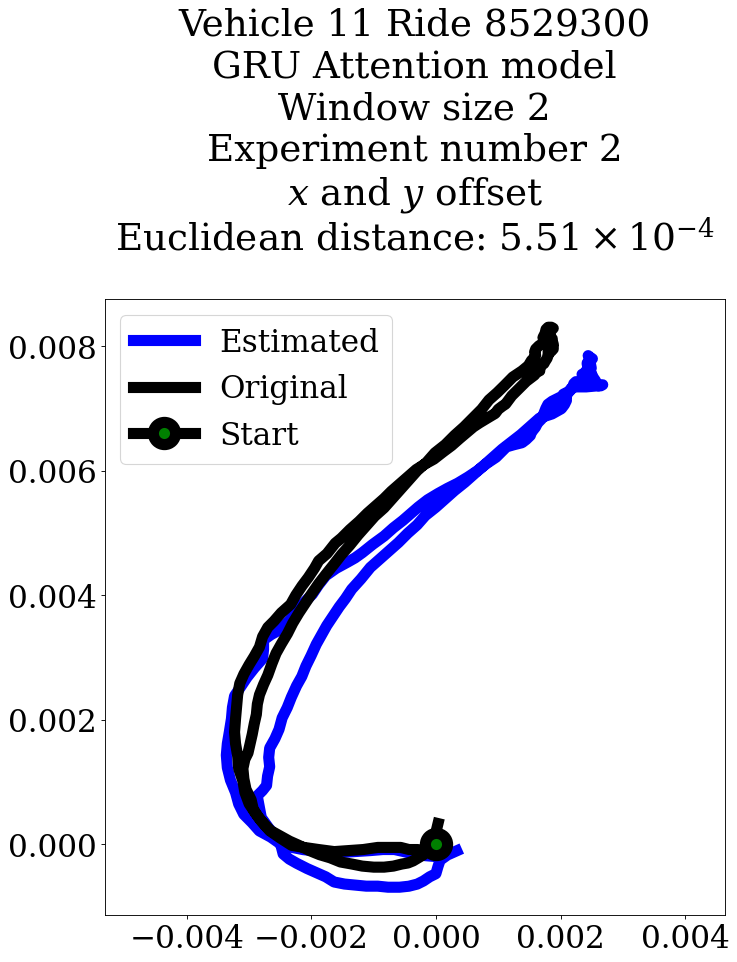 Vehicle 11 Ride 8529300
GRU Attention model
Window size 2
Experiment number 2
x and y offset
Euclidean distance: 5.51 × 10⁻⁴
Estimated
Original
Start
0.008
0.006
0.004
0.002
0.000
−0.004 −0.002 0.000 0.002 0.004